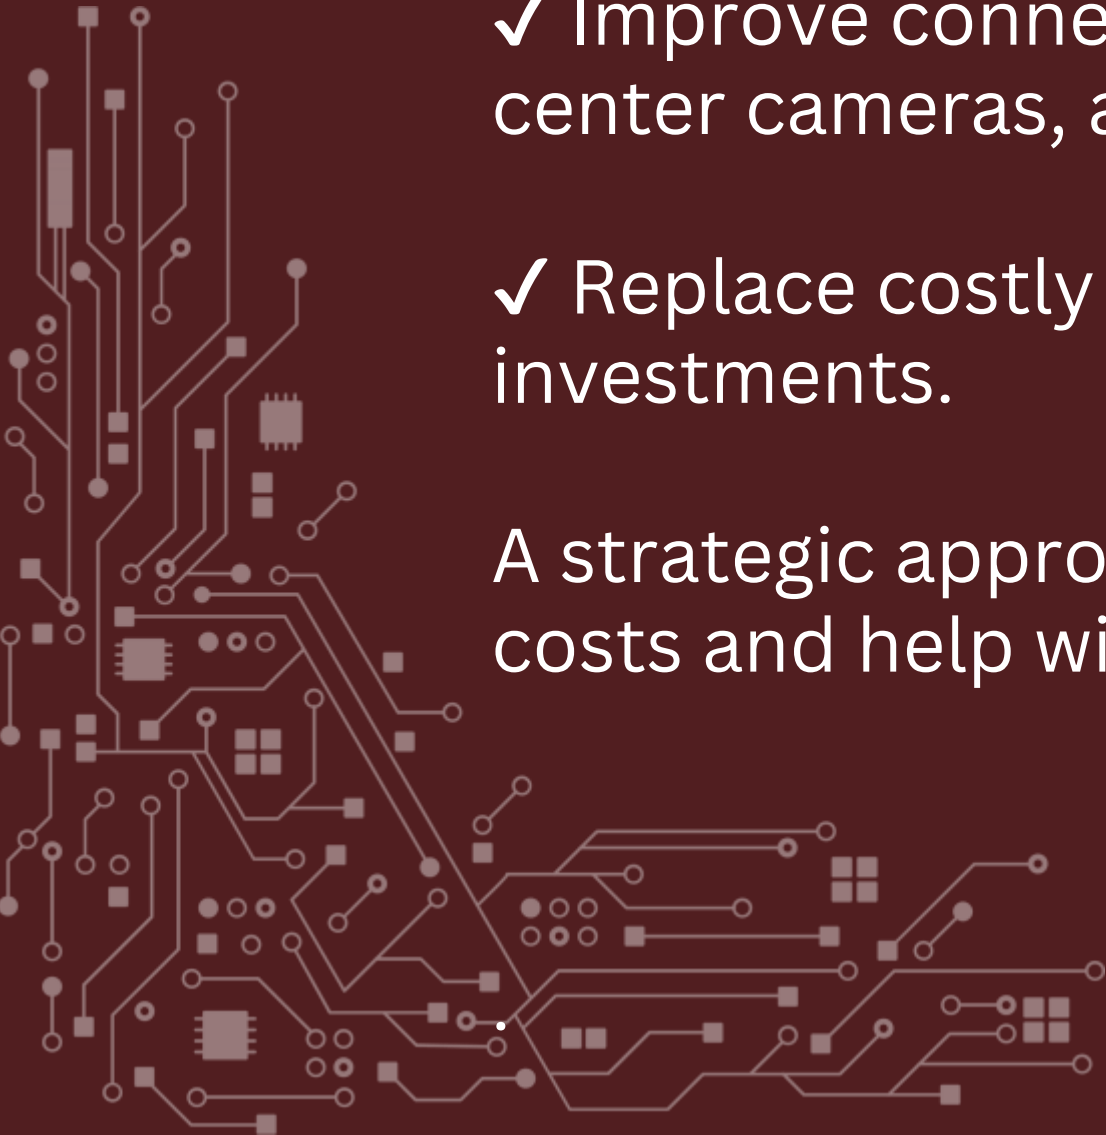 ✓ Improve conne
center cameras, a
✓ Replace costly
investments.
A strategic appro
costs and help wi
.